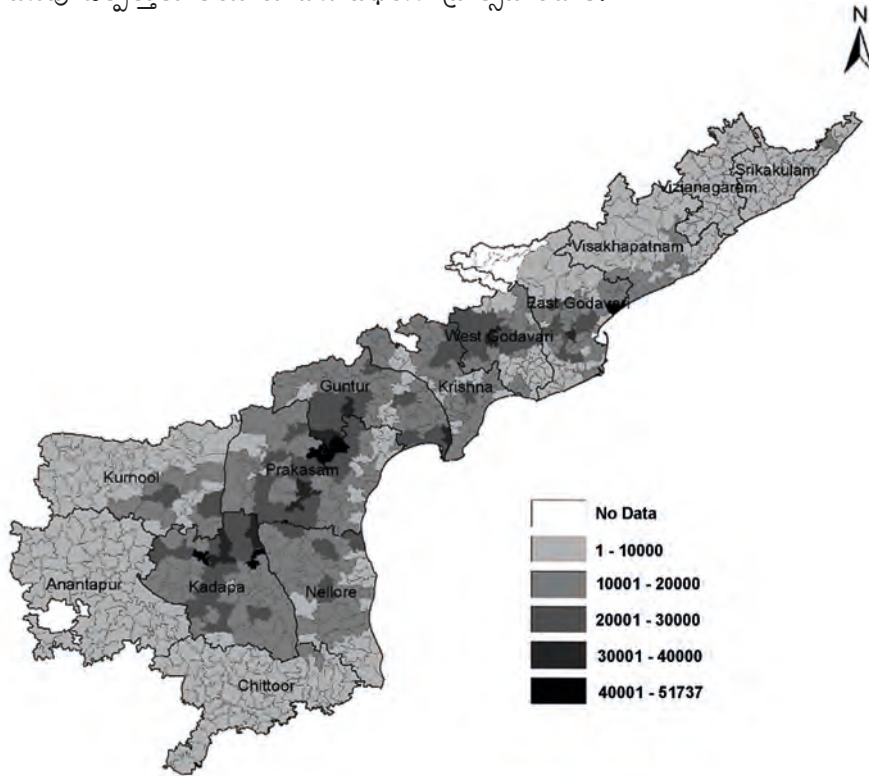 N
Srikakulam
Vizianagaram
Visakhapatnam
East Godavari
West Godavari
Krishna
Guntur
Prakasam
Kurnool
Anantapur
Kadapa
Nellore
Chittoor
No Data
1 - 10000
10001 - 20000
20001 - 30000
30001 - 40000
40001 - 51737